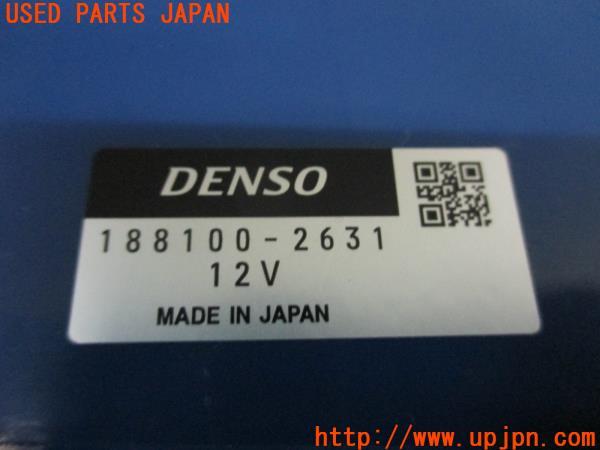 USED PARTS JAPAN
DENSO
188100-2631
12V
MADE IN JAPAN
http://www.upjpn.com